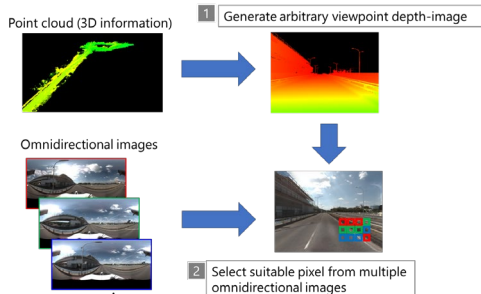 Point cloud (3D information)
1 Generate arbitrary viewpoint depth-image
Omnidirectional images
2 Select suitable pixel from multiple
omnidirectional images